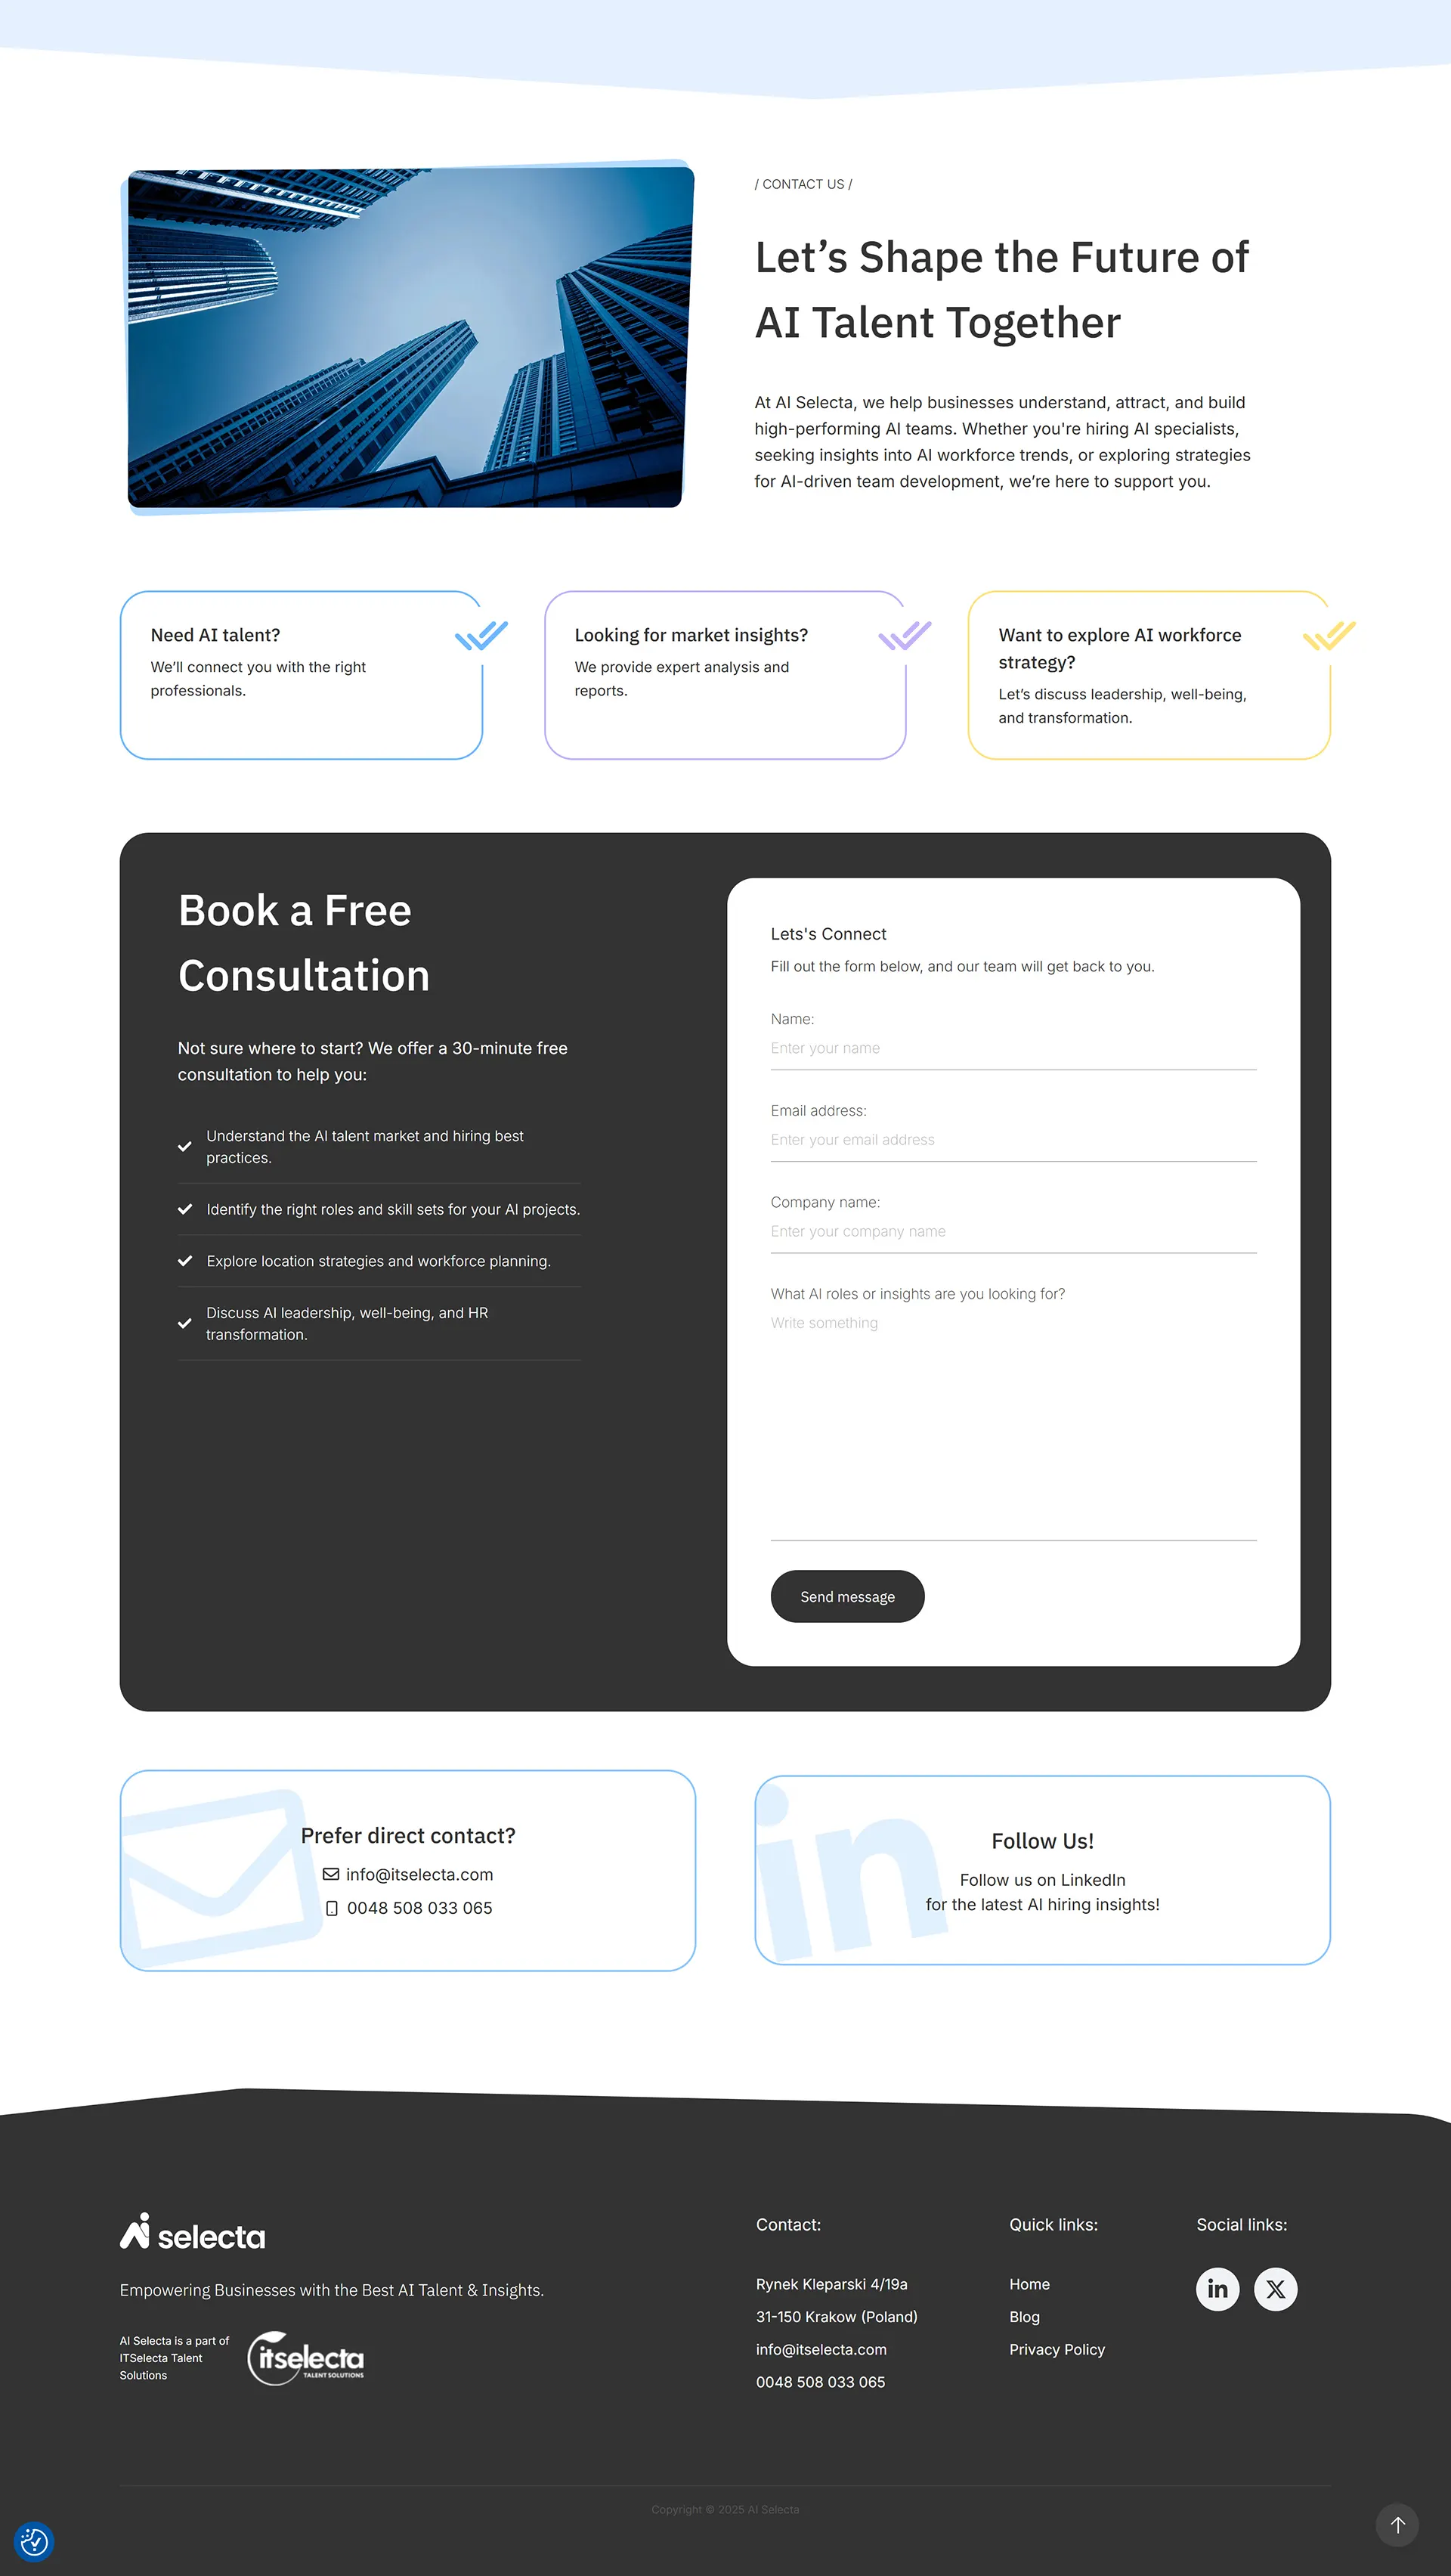 / CONTACT US /
Let’s Shape the Future of
AI Talent Together
At AI Selecta, we help businesses understand, attract, and build
high-performing AI teams. Whether you're hiring AI specialists,
seeking insights into AI workforce trends, or exploring strategies
for AI-driven team development, we’re here to support you.
Need AI talent?
We’ll connect you with the right
professionals.
Looking for market insights?
We provide expert analysis and
reports.
Want to explore AI workforce
strategy?
Let’s discuss leadership, well-being,
and transformation.
Book a Free
Consultation
Not sure where to start? We offer a 30-minute free
consultation to help you:
Understand the AI talent market and hiring best
practices.
Identify the right roles and skill sets for your AI projects.
Explore location strategies and workforce planning.
Discuss AI leadership, well-being, and HR
transformation.
Lets's Connect
Fill out the form below, and our team will get back to you.
Name:
Enter your name
Email address:
Enter your email address
Company name:
Enter your company name
What AI roles or insights are you looking for?
Write something
Send message
Prefer direct contact?
info@itselecta.com
0048 508 033 065
in
Follow Us!
Follow us on LinkedIn
for the latest AI hiring insights!
Ai selecta
Empowering Businesses with the Best AI Talent & Insights.
AI Selecta is a part of
ITSelecta Talent
Solutions
itselecta
TALENT SOLUTIONS
Contact:
Rynek Kleparski 4/19a
31-150 Krakow (Poland)
info@itselecta.com
0048 508 033 065
Quick links:
Home
Blog
Privacy Policy
Social links:
in
X
Copyright © 2025 AI Selecta